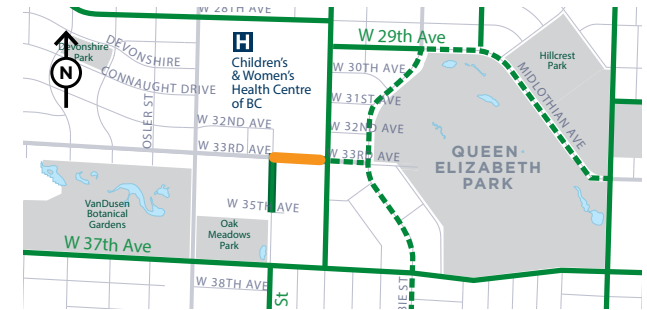 W 28TH AVE
W 29th Ave
Devonshire
Park
DEVONSHIRE
H
Children's
& Women's
Health Centre
of BC
Hillcrest
Park
W 30TH AVE
CONNAUGHT DRIVE
MIDLOTHIAN AVE
N
W 31ST AVE
OSLER ST
W 32ND AVE
W 32ND AVE
W 33RD AVE
W 33RD AVE
QUEEN
ELIZABETH
PARK
VanDusen
Botanical
Gardens
W 35TH AVE
Oak
Meadows
Park
W 37th Ave
W 38TH AVE
St
BIE ST